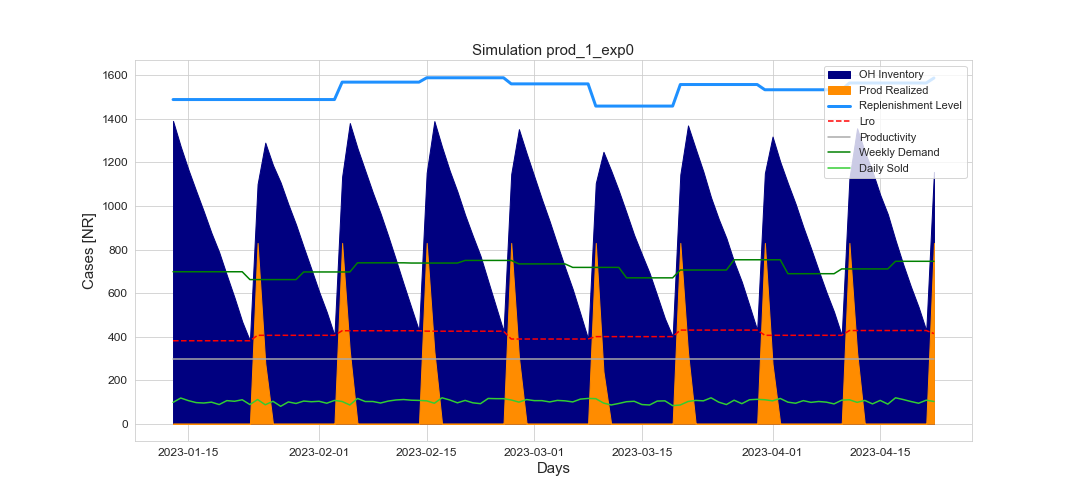 Simulation prod_1_exp0
1600
1400
1200
1000
800
600
400
200
0
Cases [NR]
OH Inventory
Prod Realized
Replenishment Level
Lro
Productivity
Weekly Demand
Daily Sold
2023-01-15
2023-02-01
2023-02-15
2023-03-01
2023-03-15
2023-04-01
2023-04-15
Days